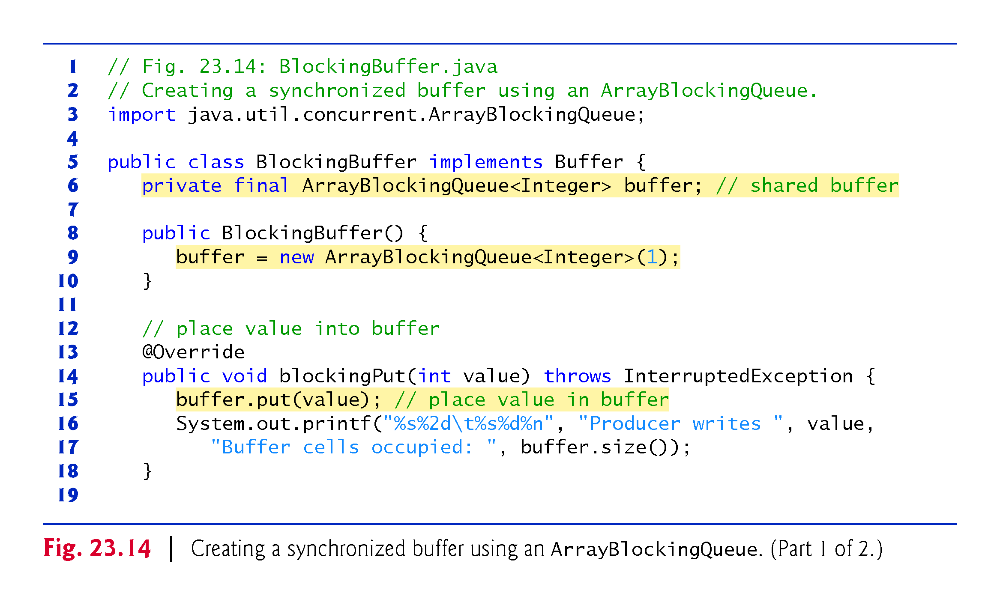 1 // Fig. 23.14: BlockingBuffer.java
2 // Creating a synchronized buffer using an ArrayBlockingQueue.
3 import java.util.concurrent.ArrayBlockingQueue;
4
5 public class BlockingBuffer implements Buffer {
6 private final ArrayBlockingQueue<Integer> buffer; // shared buffer
7
8 public BlockingBuffer() {
9 buffer = new ArrayBlockingQueue<Integer>(1);
10 }
11
12 // place value into buffer
13 @Override
14 public void blockingPut(int value) throws InterruptedException {
15 buffer.put(value); // place value in buffer
16 System.out.printf("%s%2d\t%s%d%n", "Producer writes ", value,
17 "Buffer cells occupied: ", buffer.size());
18 }
19
Fig. 23.14 | Creating a synchronized buffer using an ArrayBlockingQueue. (Part 1 of 2.)